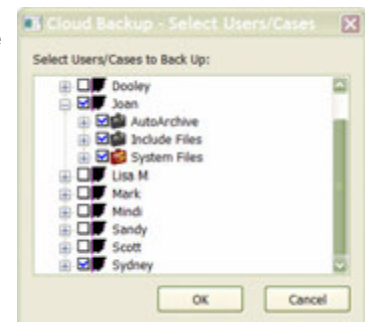 Cloud Backup - Select Users/Cases
Select Users/Cases to Back Up:
Dooley
Joan
AutoArchive
Include Files
System Files
Lisa M
Mark
Mindi
Sandy
Scott
Sydney
OK Cancel